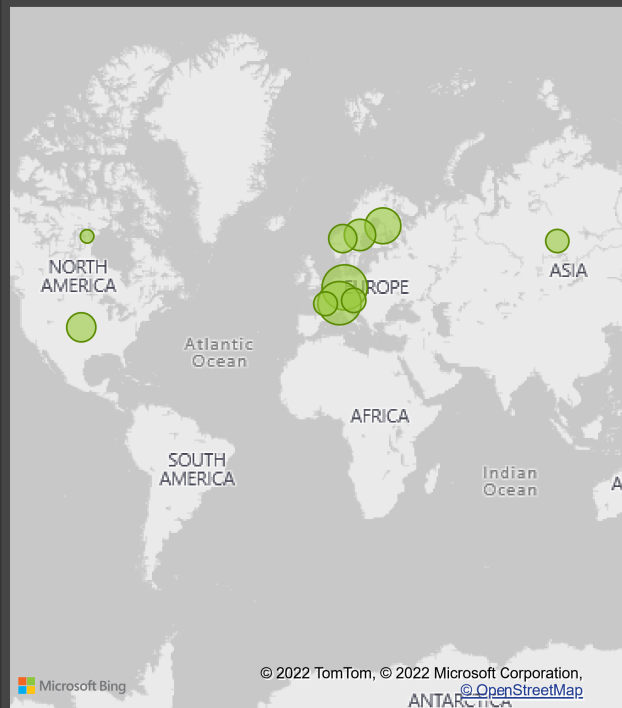 NORTH
AMERICA
EUROPE
ASIA
Atlantic
Ocean
AFRICA
SOUTH
AMERICA
Indian
Ocean
A
© 2022 TomTom, © 2022 Microsoft Corporation,
Microsoft Bing
© OpenStreetMap
ANTARCTICA